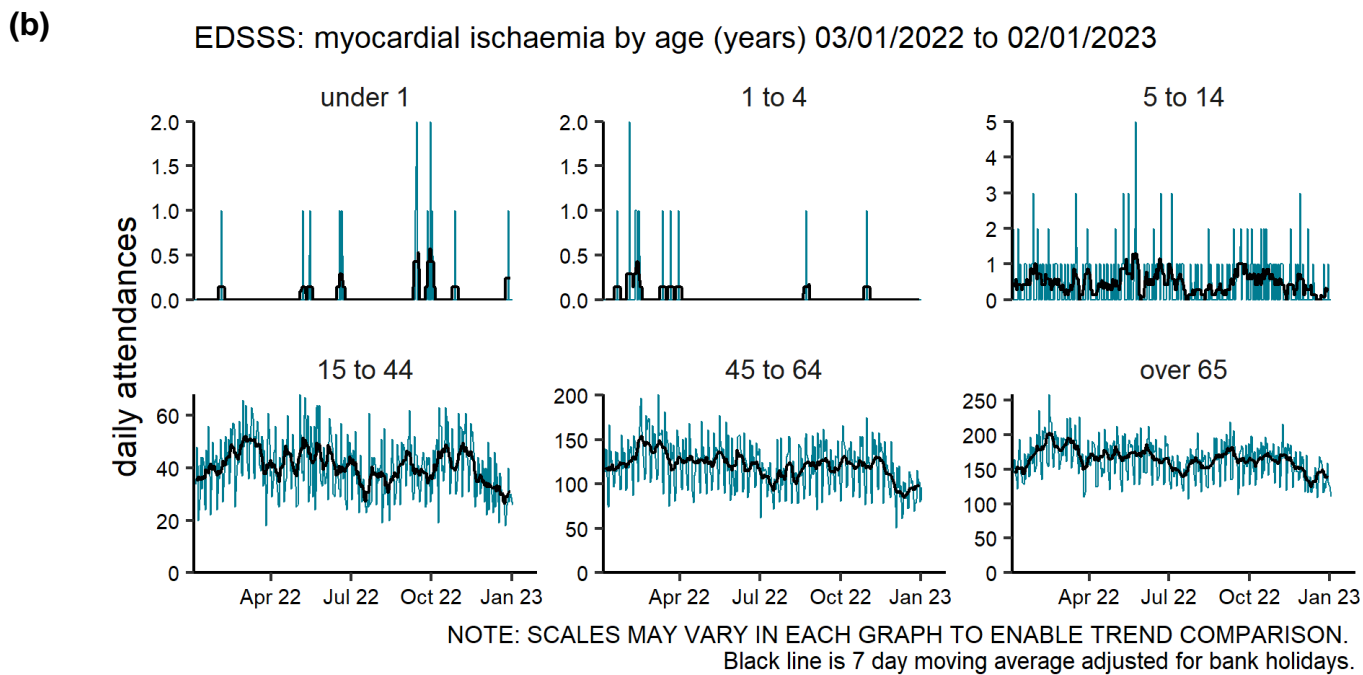 (b)
EDSSS: myocardial ischaemia by age (years) 03/01/2022 to 02/01/2023
daily attendances
under 1
2.0
1.5
1.0
0.5
0.0
1 to 4
2.0
1.5
1.0
0.5
0.0
5 to 14
5
4
3
2
1
0
15 to 44
60
40
20
0
Apr 22 Jul 22 Oct 22 Jan 23
45 to 64
200
150
100
50
0
Apr 22 Jul 22 Oct 22 Jan 23
over 65
250
200
150
100
50
0
Apr 22 Jul 22 Oct 22 Jan 23
NOTE: SCALES MAY VARY IN EACH GRAPH TO ENABLE TREND COMPARISON.
Black line is 7 day moving average adjusted for bank holidays.